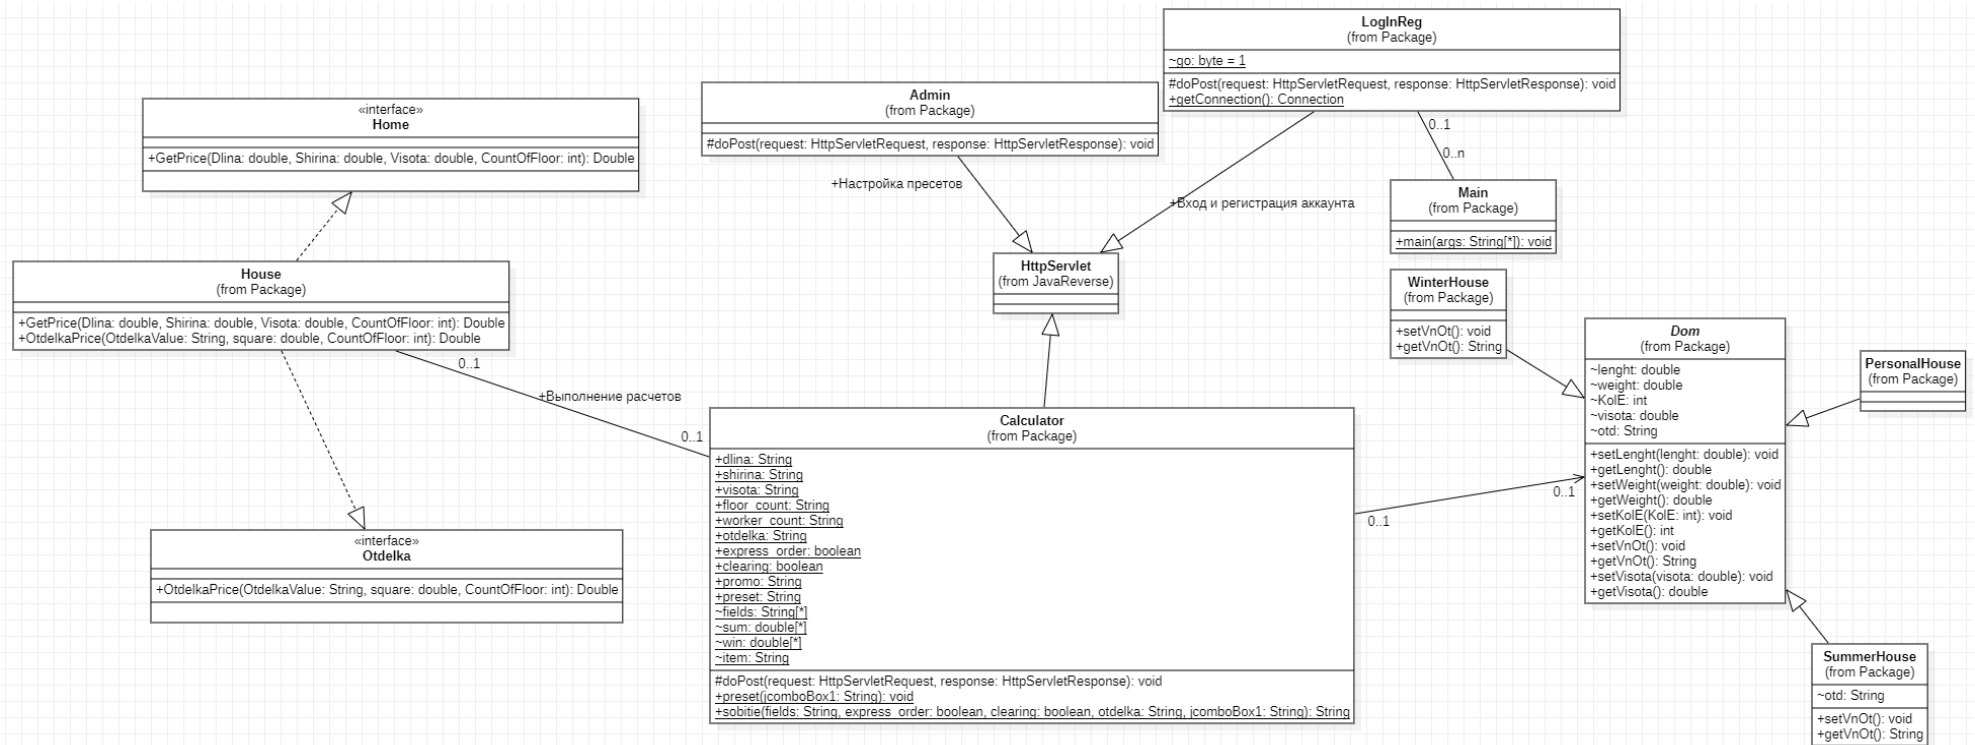 LogInReg
(from Package)
~go: byte = 1
#doPost(request: HttpServletRequest, response: HttpServletResponse): void
+getConnection(): Connection
Admin
(from Package)
#doPost(request: HttpServletRequest, response: HttpServletResponse): void
«interface»
Home
+GetPrice(Dlina: double, Shirina: double, Visota: double, CountOfFloor: int): Double
0..1
0..n
+Настройка пресетов
+Вход и регистрация аккаунта
Main
(from Package)
+main(args: String[*]): void
House
(from Package)
+GetPrice(Dlina: double, Shirina: double, Visota: double, CountOfFloor: int): Double
+OtdelkaPrice(OtdelkaValue: String, square: double, CountOfFloor: int): Double
HttpServlet
(from JavaReverse)
WinterHouse
(from Package)
+setVnOt(): void
+getVnOt(): String
Dom
(from Package)
~lenght: double
~weight: double
~KolE: int
~visota: double
~otd: String
+setLenght(lenght: double): void
+getLenght(): double
+setWeight(weight: double): void
+getWeight(): double
+setKolE(KolE: int): void
+getKolE(): int
+setVnOt(): void
+getVnOt(): String
+setVisota(visota: double): void
+getVisota(): double
PersonalHouse
(from Package)
0..1
+Выполнение расчетов
0..1
Calculator
(from Package)
+dlina: String
+shirina: String
+visota: String
+floor_count: String
+worker_count: String
+otdelka: String
+express_order: boolean
+clearing: boolean
+promo: String
+preset: String
~fields: String[*]
~sum: double[*]
~win: double[*]
~item: String
#doPost(request: HttpServletRequest, response: HttpServletResponse): void
+preset(jcomboBox1: String): void
+sobitie(fields: String, express_order: boolean, clearing: boolean, otdelka: String, jcomboBox1: String): String
0..1
0..1
«interface»
Otdelka
+OtdelkaPrice(OtdelkaValue: String, square: double, CountOfFloor: int): Double
SummerHouse
(from Package)
~otd: String
+setVnOt(): void
+getVnOt(): String